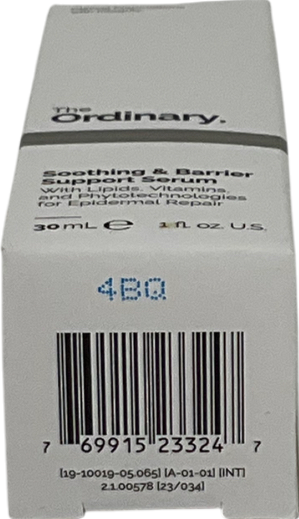 The
Ordinary.
Soothing & Barrier
Support Serum
With Lipids, Vitamins,
and Phytotechnologies
for Epidermal Repair
30 mL ℮ 1 fl oz. U.S.
4BQ
7 69915 23324 7
[19-10019-05.065] [A-01-01] [INT]
2.1.00578 [23/034]